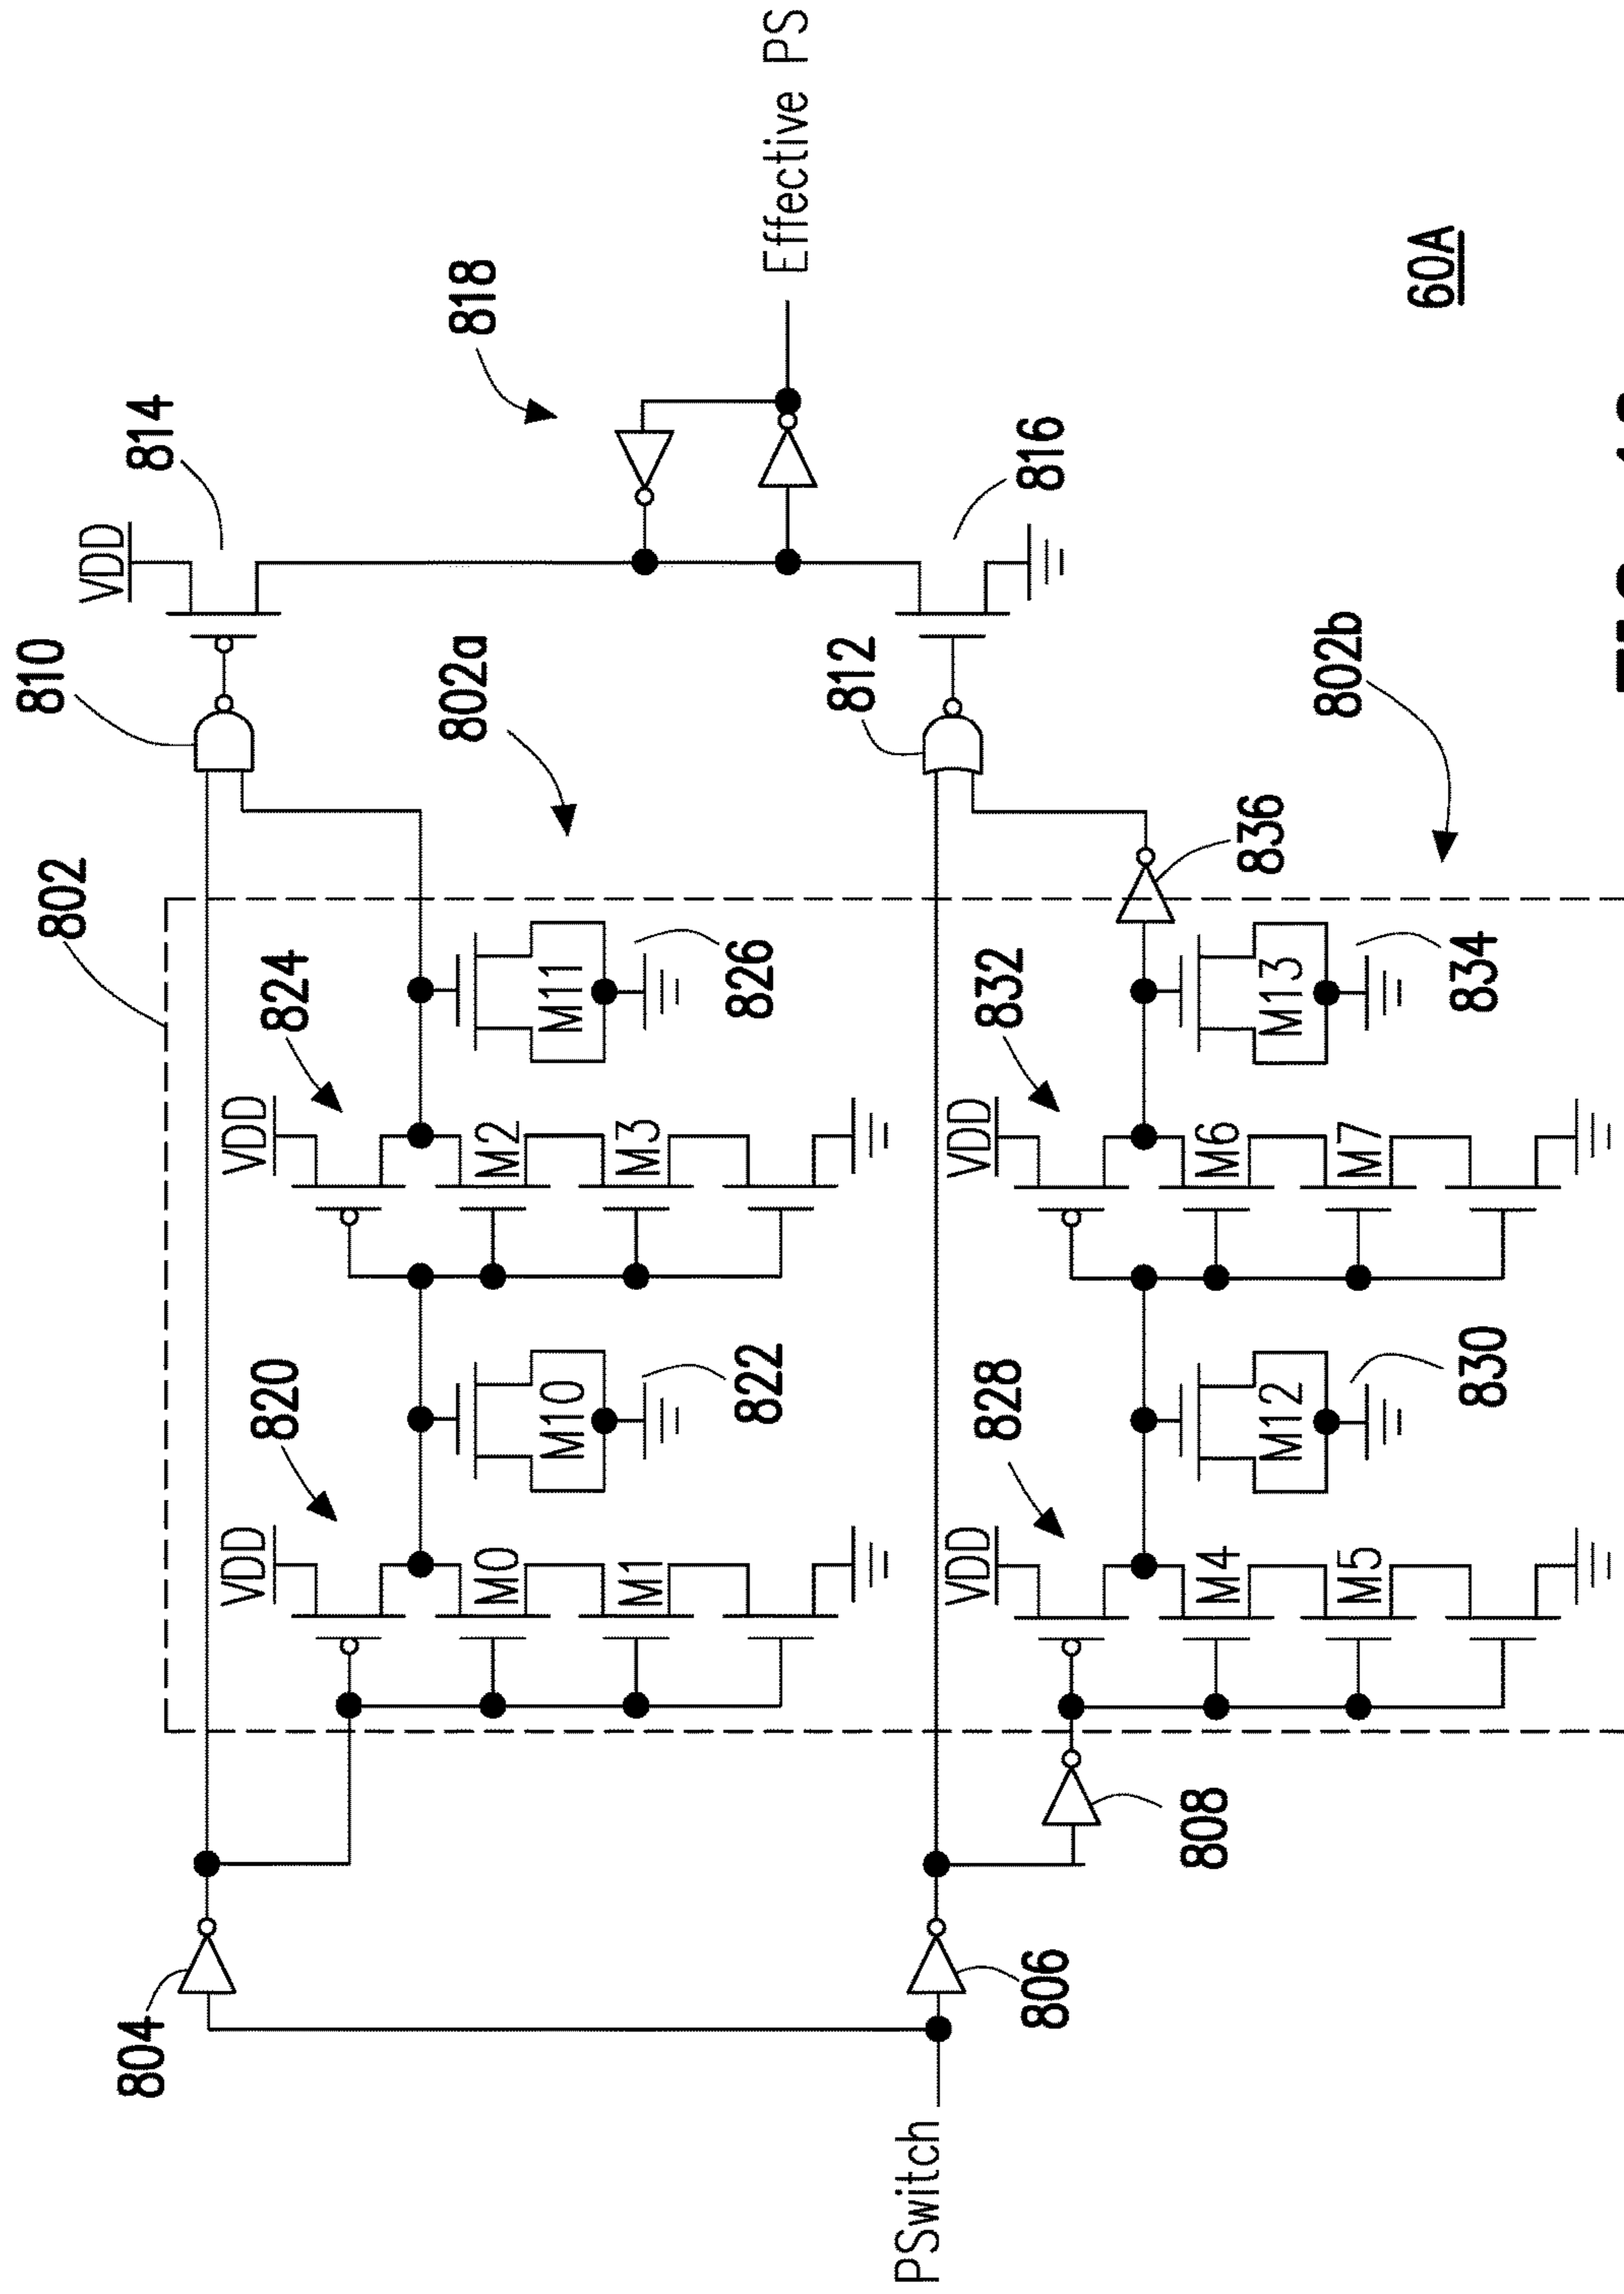 810
814
VDD
802
818
802a
824
VDD
M2
M3
M11
826
820
VDD
M0
M1
M10
822
804
Effective PS
812
816
832
VDD
M6
M7
M13
834
836
802b
828
VDD
M4
M5
M12
830
806
808
PSwitch
60A